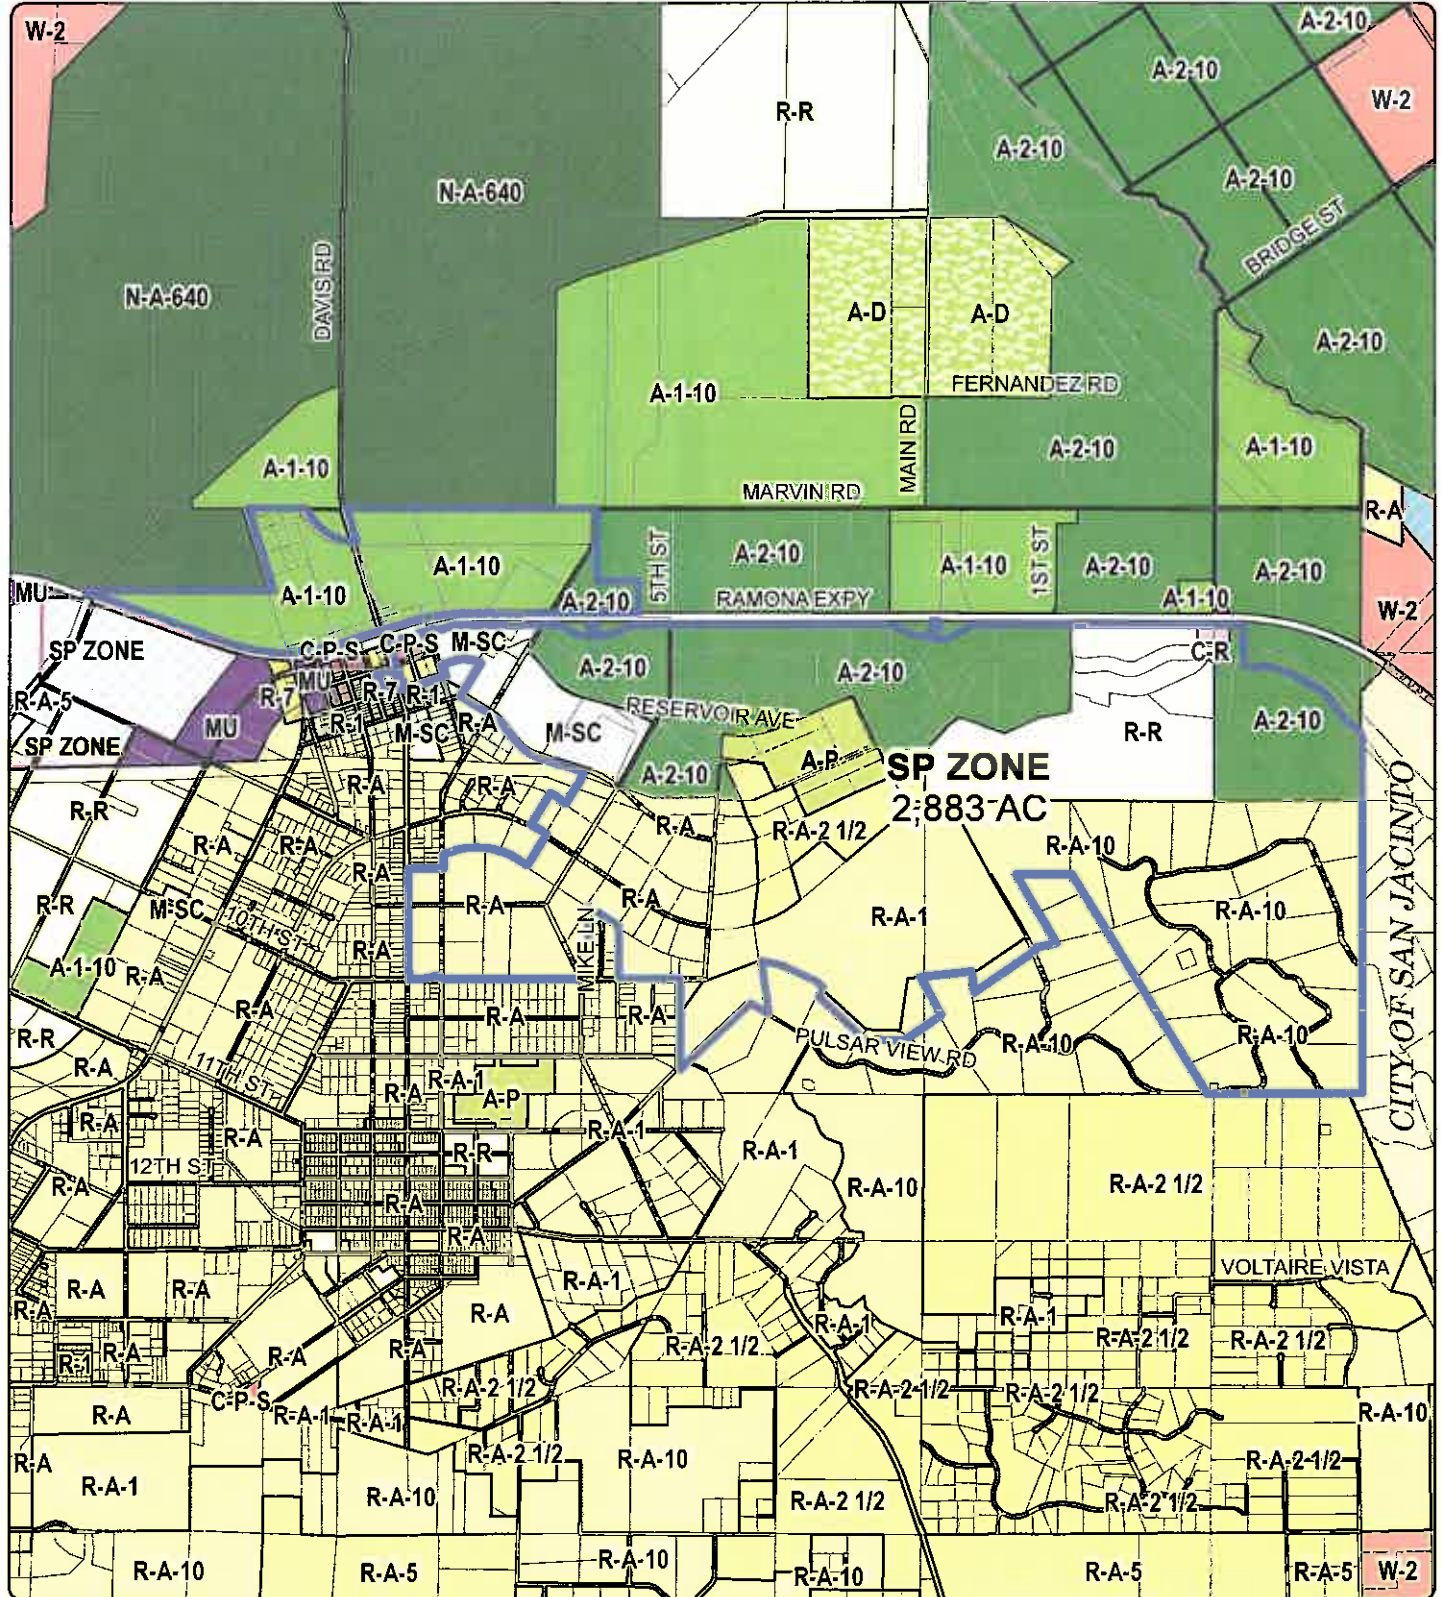 W-2
A-2-10
A-2-10
W-2
R-R
A-2-10
A-2-10
N-A-640
BRIDGE ST
DAVIS RD
N-A-640
A-D
A-D
A-2-10
FERNANDEZ RD
A-1-10
MAIN RD
A-2-10
A-1-10
A-1-10
MARVIN RD
R-A
A-1-10
A-1-10
5TH ST
A-2-10
A-1-10
1ST ST
A-2-10
A-2-10
MU
A-2-10
RAMONA EXPY
A-1-10
W-2
SP ZONE
C-P-S
C-P-S
M-SC
A-2-10
A-2-10
C-R
R-A-5
R-7
MU
R-7
R-1
RESERVOIR AVE
MU
R-1
M-SC
R-A
M-SC
R-R
A-2-10
SP ZONE
A-2-10
A-P
SP ZONE
2,883 AC
R-R
R-A
R-A
R-A
R-A-2 1/2
R-A
R-A
R-A-10
R-A
CITY OF SAN JACINTO
R-R
M-SC
10TH ST
R-A
R-A
R-A-1
R-A-10
R-A
MIKE LN
A-1-10
R-A
R-A
R-A
R-A
R-R
R-A-10
R-A-10
PULSAR VIEW RD
R-A
11TH ST
R-A
R-A-1
A-P
R-A
R-A
R-A-1
R-R
R-A-1
12TH ST
R-A
R-A
R-A-10
R-A-2 1/2
R-A
VOLTAIRE VISTA
R-A
R-A
R-A-1
R-A
R-A
R-A-1
R-A-1
R-A-2 1/2
R-A-2 1/2
R-A-2 1/2
R-1
R-A
R-A
R-A
R-A-2 1/2
R-A-2 1/2
R-A-2 1/2
C-P-S
R-A
R-A-1
R-A-1
R-A-10
R-A
R-A-2 1/2
R-A-10
R-A-2 1/2
R-A-1
R-A-10
R-A-2 1/2
R-A-2 1/2
R-A-10
R-A-5
R-A-10
R-A-10
R-A-5
R-A-5
W-2